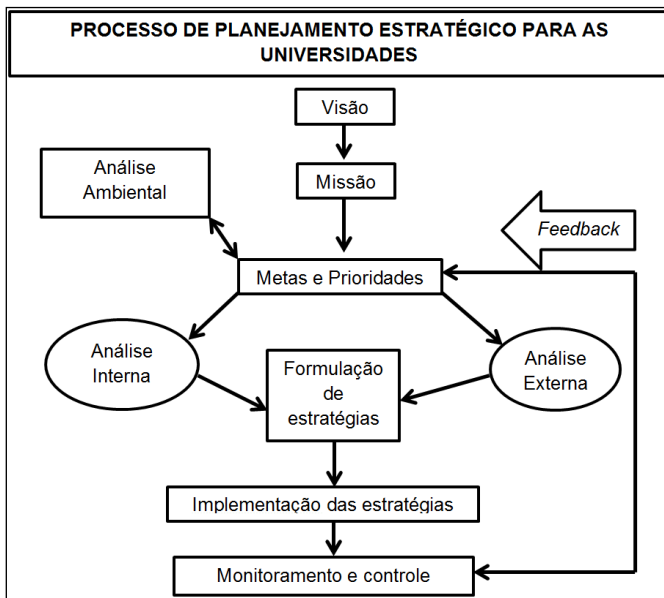 PROCESSO DE PLANEJAMENTO ESTRATÉGICO PARA AS
UNIVERSIDADES
Visão
Análise
Ambiental
Missão
Feedback
Metas e Prioridades
Análise
Interna
Formulação
de
estratégias
Análise
Externa
Implementação das estratégias
Monitoramento e controle